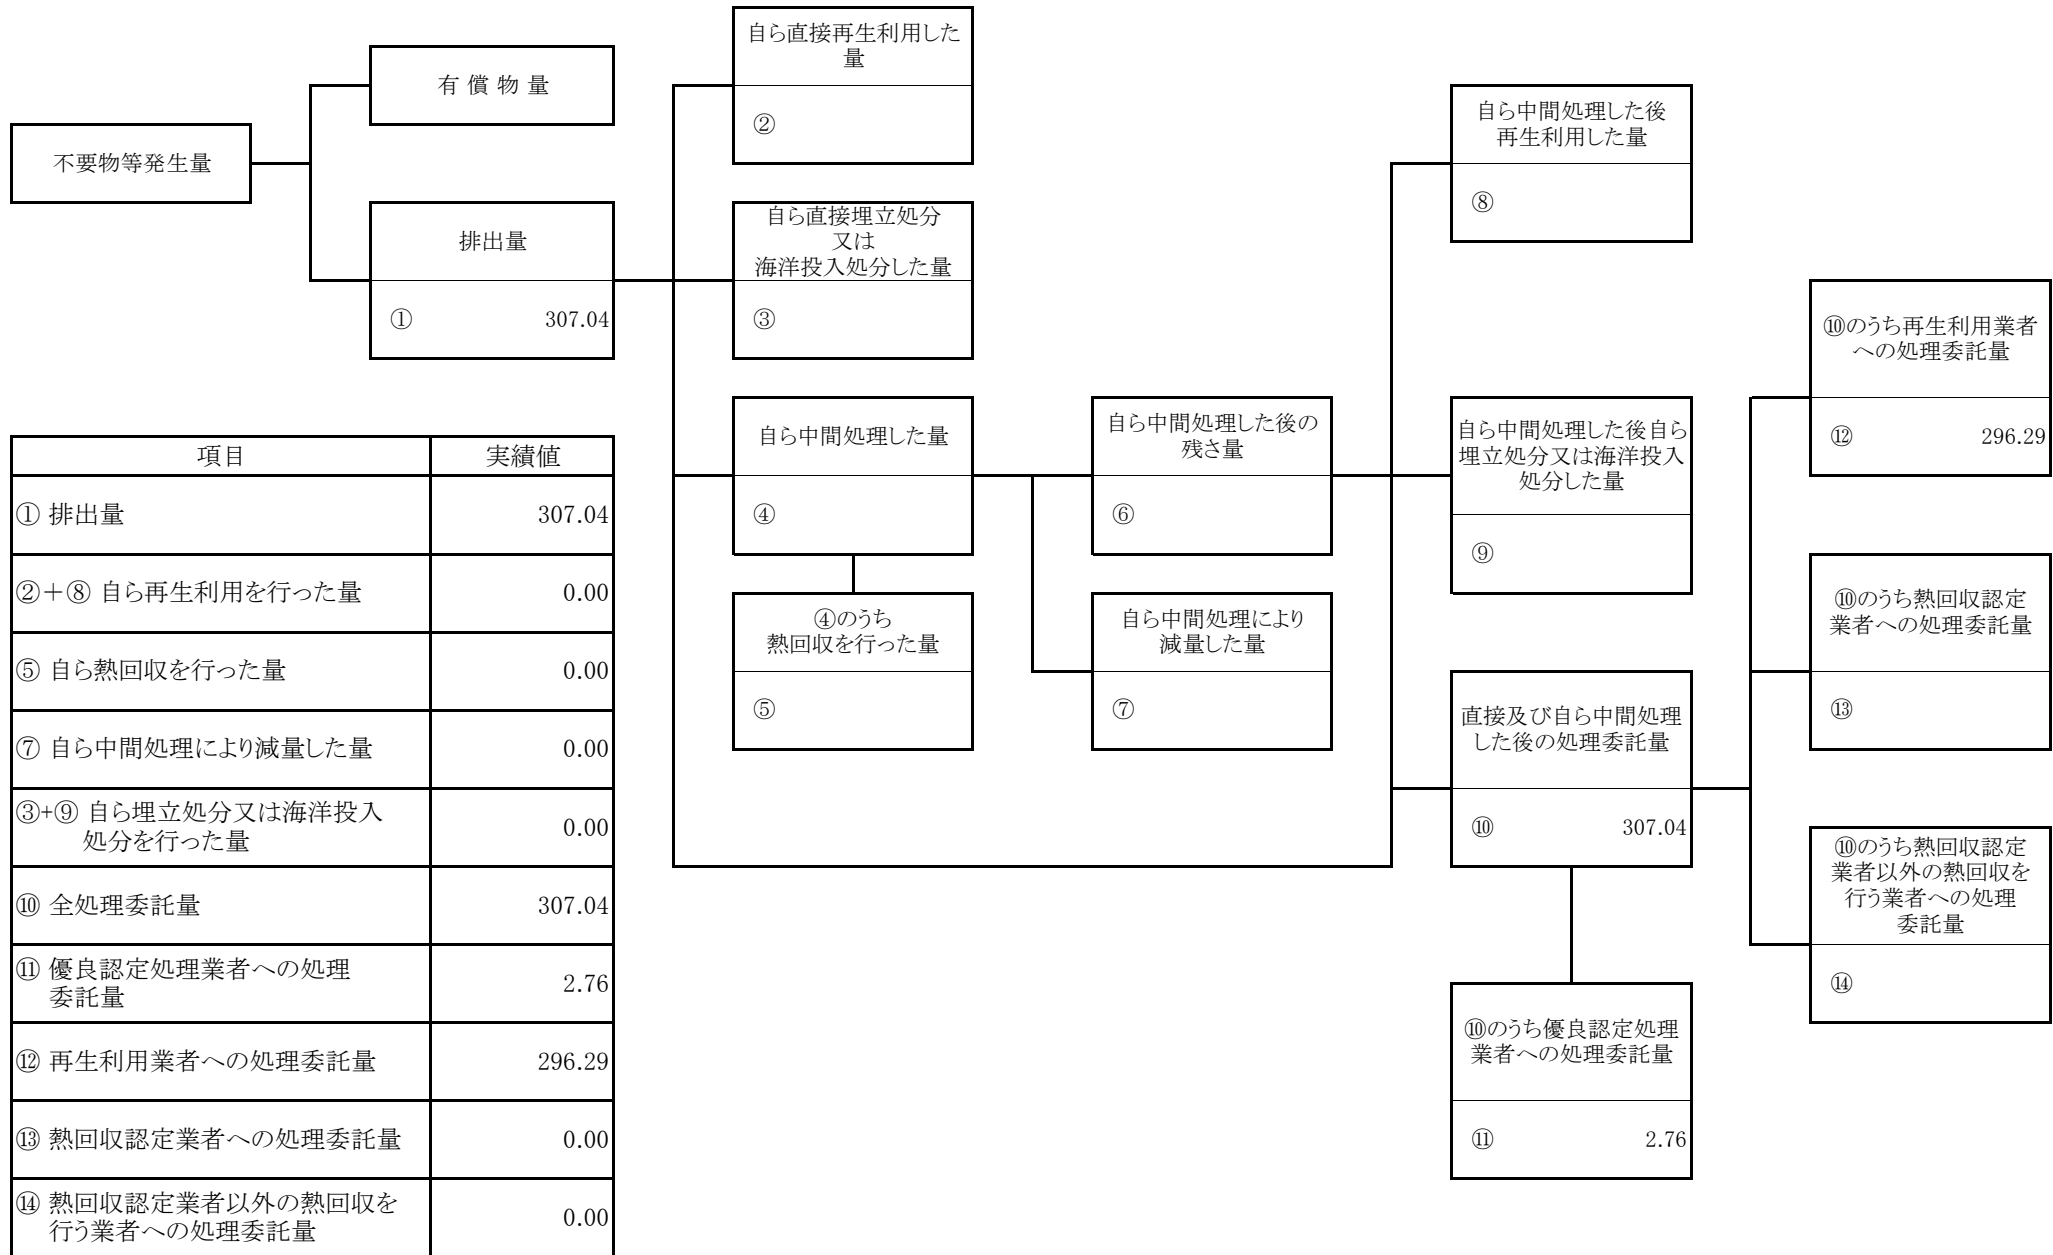 不要物等発生量
有 償 物 量
排出量
① 307.04
自ら直接再生利用した
量
②
自ら直接埋立処分
又は
海洋投入処分した量
③
自ら中間処理した量
④
④のうち
熱回収を行った量
⑤
自ら中間処理した後の
残さ量
⑥
自ら中間処理により
減量した量
⑦
自ら中間処理した後
再生利用した量
⑧
自ら中間処理した後自ら
埋立処分又は海洋投入
処分した量
⑨
直接及び自ら中間処理
した後の処理委託量
⑩ 307.04
⑩のうち優良認定処理
業者への処理委託量
⑪ 2.76
⑩のうち再生利用業者
への処理委託量
⑫ 296.29
⑩のうち熱回収認定
業者への処理委託量
⑬
⑩のうち熱回収認定
業者以外の熱回収を
行う業者への処理
委託量
⑭
項目 実績値
① 排出量 307.04
②＋⑧ 自ら再生利用を行った量 0.00
⑤ 自ら熱回収を行った量 0.00
⑦ 自ら中間処理により減量した量 0.00
③+⑨ 自ら埋立処分又は海洋投入
処分を行った量 0.00
⑩ 全処理委託量 307.04
⑪ 優良認定処理業者への処理
委託量 2.76
⑫ 再生利用業者への処理委託量 296.29
⑬ 熱回収認定業者への処理委託量 0.00
⑭ 熱回収認定業者以外の熱回収を
行う業者への処理委託量 0.00